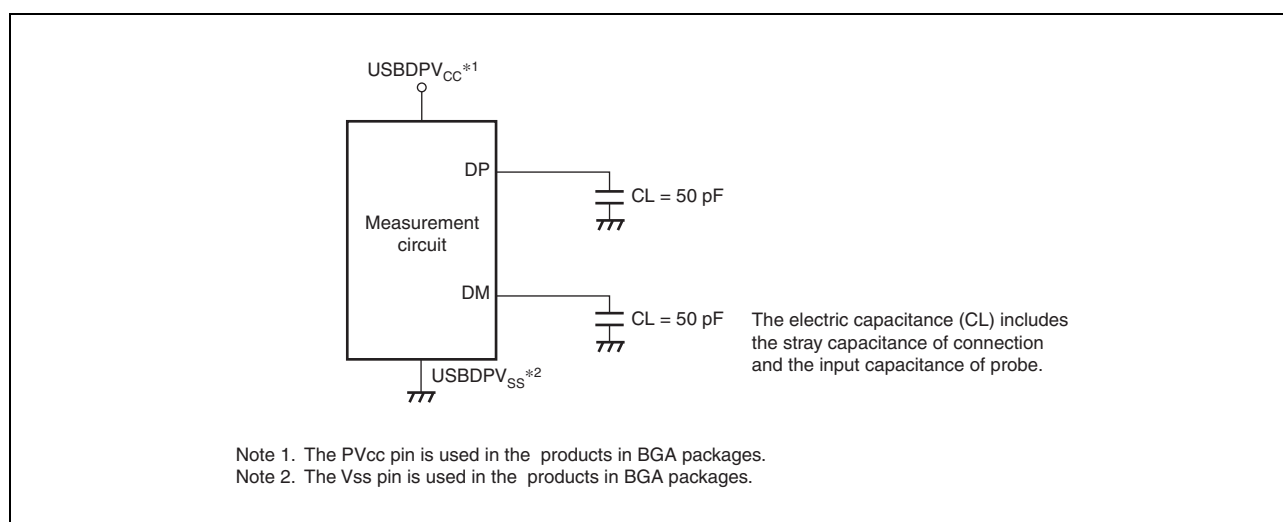 USBDPVCC*1
DP
CL = 50 pF
Measurement
circuit
DM
CL = 50 pF
The electric capacitance (CL) includes
the stray capacitance of connection
and the input capacitance of probe.
USBDPVSS*2
Note 1. The PVcc pin is used in the products in BGA packages.
Note 2. The Vss pin is used in the products in BGA packages.